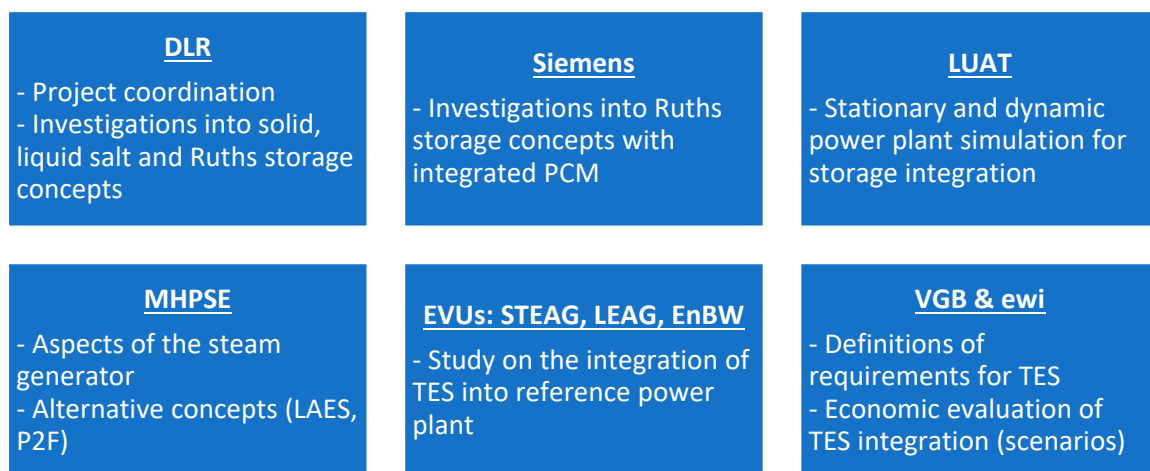 DLR
- Project coordination
- Investigations into solid,
liquid salt and Ruths storage
concepts
Siemens
- Investigations into Ruths
storage concepts with
integrated PCM
LUAT
- Stationary and dynamic
power plant simulation for
storage integration
MHPSE
- Aspects of the steam
generator
- Alternative concepts (LAES,
P2F)
EVUs: STEAG, LEAG, EnBW
- Study on the integration of
TES into reference power
plant
VGB & ewi
- Definitions of
requirements for TES
- Economic evaluation of
TES integration (scenarios)